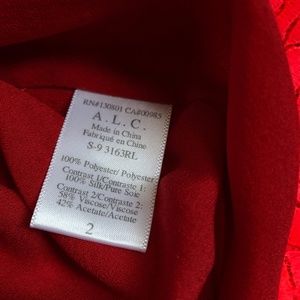 RN#130801 CA#00985
A.L.C.
Made in China
Fabriqué en Chine
S-9 3163RL
100% Polyester/ Polyester
Contrast 1/Contraste 1:
100% Silk/Pure Soie
Contrast 2/Contraste 2:
58% Viscose/Viscose
42% Acetate/Acetate
2